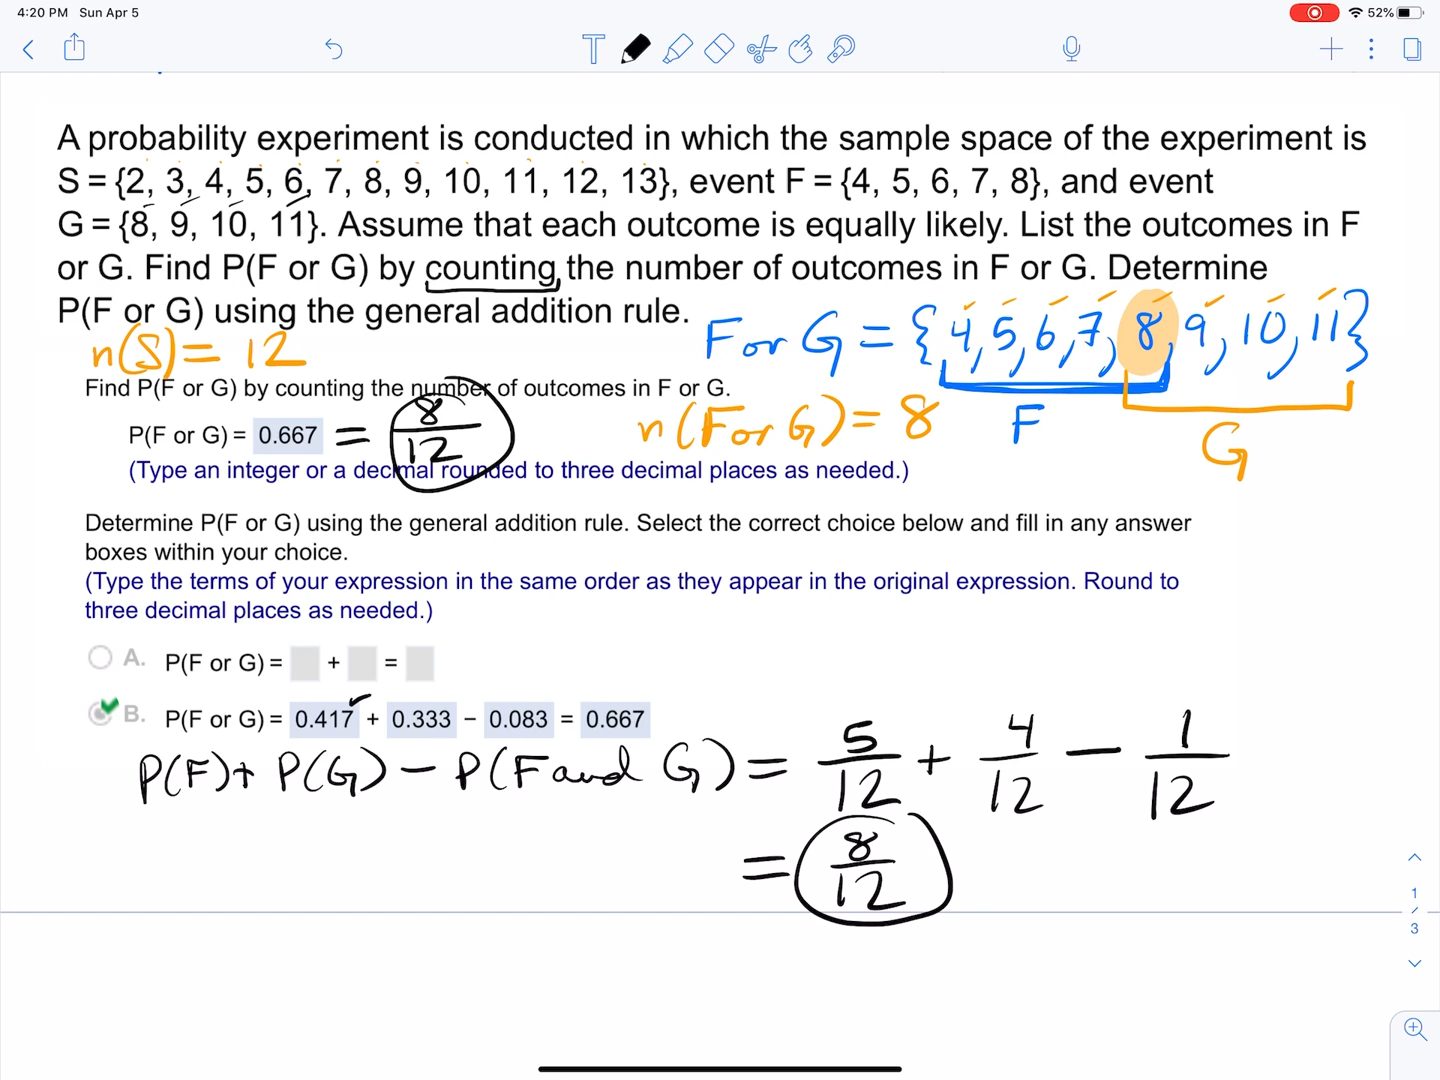 4:20 PM Sun Apr 5
52%
A probability experiment is conducted in which the sample space of the experiment is
S = {2, 3, 4, 5, 6, 7, 8, 9, 10, 11, 12, 13}, event F = {4, 5, 6, 7, 8}, and event
G = {8, 9, 10, 11}. Assume that each outcome is equally likely. List the outcomes in F
or G. Find P(F or G) by counting the number of outcomes in F or G. Determine
P(F or G) using the general addition rule.
F or G = {4, 5, 6, 7, 8, 9, 10, 11}
n(S) = 12
Find P(F or G) by counting the number of outcomes in F or G.
P(F or G) = 0.667 = 8/12
n(F or G) = 8
F
G
(Type an integer or a decimal rounded to three decimal places as needed.)
Determine P(F or G) using the general addition rule. Select the correct choice below and fill in any answer
boxes within your choice.
(Type the terms of your expression in the same order as they appear in the original expression. Round to
three decimal places as needed.)
A. P(F or G) = + =
B. P(F or G) = 0.417 + 0.333 − 0.083 = 0.667
P(F) + P(G) − P(F and G) = 5/12 + 4/12 − 1/12
= 8/12
1
/
3